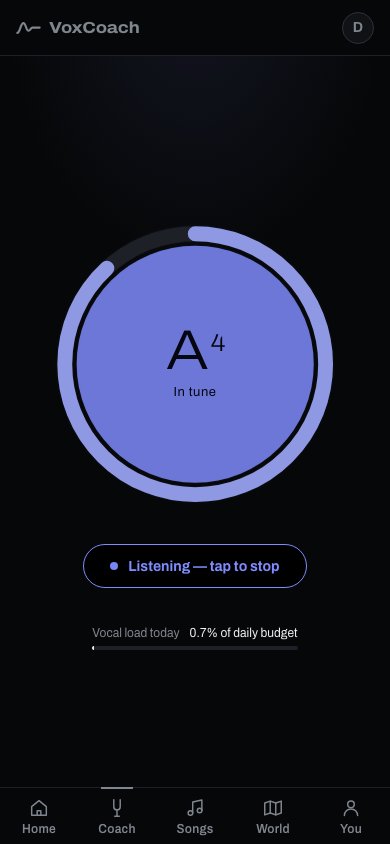 VoxCoach
D
A4
In tune
Listening — tap to stop
Vocal load today 0.7% of daily budget
Home Coach Songs World You